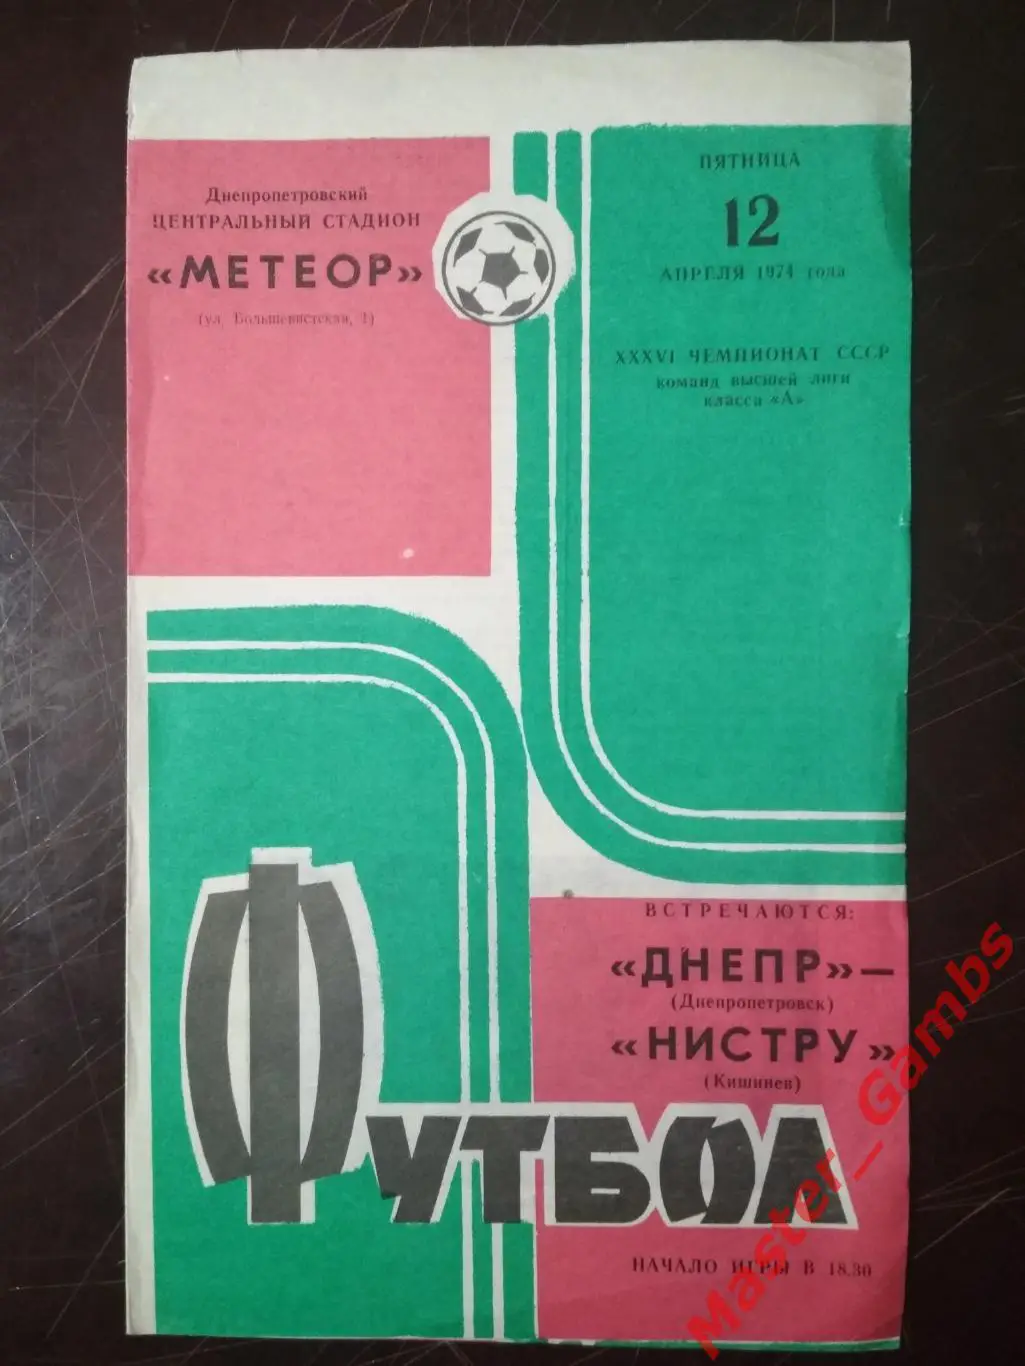 Днепропетровский
ЦЕНТРАЛЬНЫЙ СТАДИОН
«МЕТЕОР»
(ул. Большевистская, 1)
ПЯТНИЦА
12
АПРЕЛЯ 1974 года
XXXVI ЧЕМПИОНАТ СССР
команд высшей лиги
класса «А»
ВСТРЕЧАЮТСЯ:
«ДНЕПР» —
(Днепропетровск)
«НИСТРУ»
(Кишинев)
ФУТБОЛ
НАЧАЛО ИГРЫ В 18.30
Master_Gambs